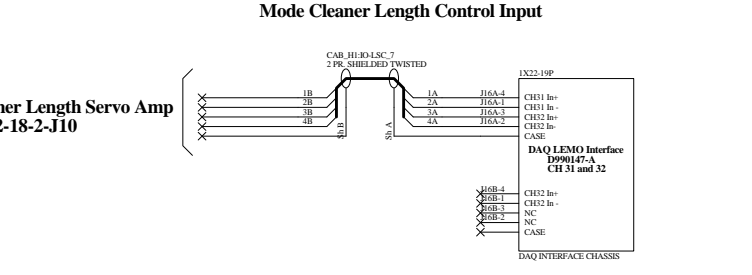 Mode Cleaner Length Control Input
CAB_H1:IO-LSC_7
2 PR. SHIELDED TWISTED
1X22-19P
ner Length Servo Amp
2-18-2-J10
1B 1A J16A-4 CH31 In+
2B 2A J16A-1 CH31 In -
3B 3A J16A-3 CH32 In+
4B 4A J16A-2 CH32 In-
Sh B Sh A CASE
DAQ LEMO Interface
D990147-A
CH 31 and 32
J16B-4 CH32 In+
J16B-1 CH32 In -
J16B-3 NC
J16B-2 NC
CASE
DAQ INTERFACE CHASSIS